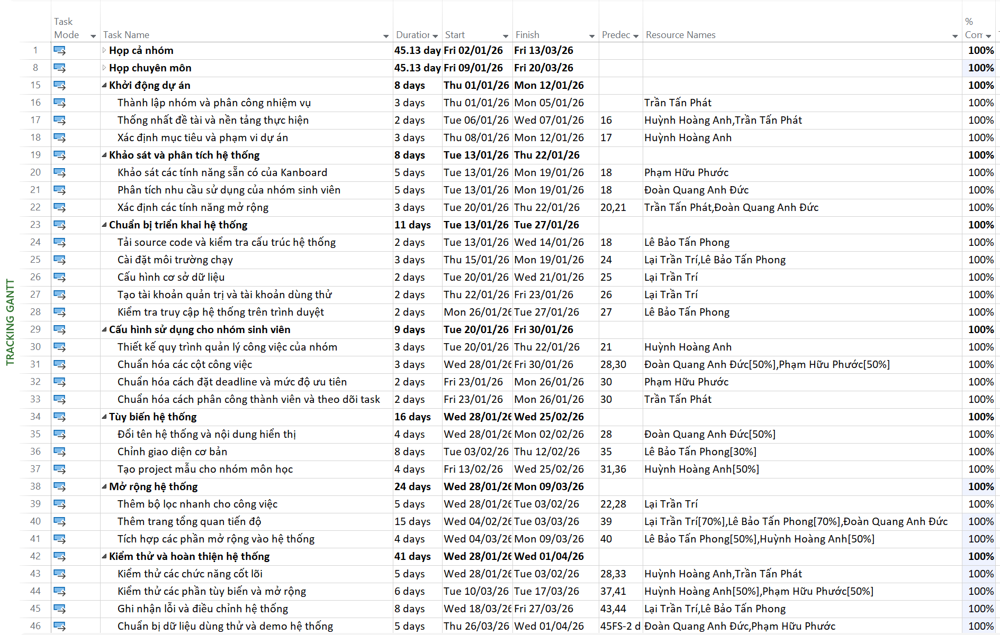 Task Mode Task Name Duration Start Finish Predec Resource Names % Com
1 Họp cả nhóm 45.13 day Fri 02/01/26 Fri 13/03/26 100%
8 Họp chuyên môn 45.13 day Fri 09/01/26 Fri 20/03/26 100%
15 Khởi động dự án 8 days Thu 01/01/26 Mon 12/01/26 100%
16 Thành lập nhóm và phân công nhiệm vụ 3 days Thu 01/01/26 Mon 05/01/26 Trần Tấn Phát 100%
17 Thống nhất đề tài và nền tảng thực hiện 2 days Tue 06/01/26 Wed 07/01/26 16 Huỳnh Hoàng Anh,Trần Tấn Phát 100%
18 Xác định mục tiêu và phạm vi dự án 3 days Thu 08/01/26 Mon 12/01/26 17 Huỳnh Hoàng Anh 100%
19 Khảo sát và phân tích hệ thống 8 days Tue 13/01/26 Thu 22/01/26 100%
20 Khảo sát các tính năng sẵn có của Kanboard 5 days Tue 13/01/26 Mon 19/01/26 18 Phạm Hữu Phước 100%
21 Phân tích nhu cầu sử dụng của nhóm sinh viên 5 days Tue 13/01/26 Mon 19/01/26 18 Đoàn Quang Anh Đức 100%
22 Xác định các tính năng mở rộng 3 days Tue 20/01/26 Thu 22/01/26 20,21 Trần Tấn Phát,Đoàn Quang Anh Đức 100%
23 Chuẩn bị triển khai hệ thống 11 days Tue 13/01/26 Tue 27/01/26 100%
24 Tải source code và kiểm tra cấu trúc hệ thống 2 days Tue 13/01/26 Wed 14/01/26 18 Lê Bảo Tấn Phong 100%
25 Cài đặt môi trường chạy 3 days Thu 15/01/26 Mon 19/01/26 24 Lại Trần Trí,Lê Bảo Tấn Phong 100%
26 Cấu hình cơ sở dữ liệu 2 days Tue 20/01/26 Wed 21/01/26 25 Lại Trần Trí 100%
27 Tạo tài khoản quản trị và tài khoản dùng thử 2 days Thu 22/01/26 Fri 23/01/26 26 Lại Trần Trí 100%
28 Kiểm tra truy cập hệ thống trên trình duyệt 2 days Mon 26/01/26 Tue 27/01/26 27 Lê Bảo Tấn Phong 100%
29 Cấu hình sử dụng cho nhóm sinh viên 9 days Tue 20/01/26 Fri 30/01/26 100%
30 Thiết kế quy trình quản lý công việc của nhóm 3 days Tue 20/01/26 Thu 22/01/26 21 Huỳnh Hoàng Anh 100%
31 Chuẩn hóa các cột công việc 3 days Wed 28/01/26 Fri 30/01/26 28,30 Đoàn Quang Anh Đức[50%],Phạm Hữu Phước[50%] 100%
32 Chuẩn hóa cách đặt deadline và mức độ ưu tiên 2 days Fri 23/01/26 Mon 26/01/26 30 Phạm Hữu Phước 100%
33 Chuẩn hóa cách phân công thành viên và theo dõi task 2 days Fri 23/01/26 Mon 26/01/26 30 Trần Tấn Phát 100%
34 Tùy biến hệ thống 16 days Wed 28/01/26 Wed 25/02/26 100%
35 Đổi tên hệ thống và nội dung hiển thị 4 days Wed 28/01/26 Mon 02/02/26 28 Đoàn Quang Anh Đức[50%] 100%
36 Chỉnh giao diện cơ bản 8 days Tue 03/02/26 Thu 12/02/26 35 Lê Bảo Tấn Phong[30%] 100%
37 Tạo project mẫu cho nhóm môn học 4 days Fri 13/02/26 Wed 25/02/26 31,36 Huỳnh Hoàng Anh[50%] 100%
38 Mở rộng hệ thống 24 days Wed 28/01/26 Mon 09/03/26 100%
39 Thêm bộ lọc nhanh cho công việc 5 days Wed 28/01/26 Tue 03/02/26 22,28 Lại Trần Trí 100%
40 Thêm trang tổng quan tiến độ 15 days Wed 04/02/26 Tue 03/03/26 39 Lại Trần Trí[70%],Lê Bảo Tấn Phong[70%],Đoàn Quang Anh Đức 100%
41 Tích hợp các phần mở rộng vào hệ thống 4 days Wed 04/03/26 Mon 09/03/26 40 Lê Bảo Tấn Phong[50%],Huỳnh Hoàng Anh[50%] 100%
42 Kiểm thử và hoàn thiện hệ thống 41 days Wed 28/01/26 Wed 01/04/26 100%
43 Kiểm thử các chức năng cốt lõi 5 days Wed 28/01/26 Tue 03/02/26 28,33 Huỳnh Hoàng Anh,Trần Tấn Phát 100%
44 Kiểm thử các phần tùy biến và mở rộng 6 days Tue 10/03/26 Tue 17/03/26 37,41 Huỳnh Hoàng Anh[50%],Phạm Hữu Phước[50%] 100%
45 Ghi nhận lỗi và điều chỉnh hệ thống 8 days Wed 18/03/26 Fri 27/03/26 43,44 Lại Trần Trí,Lê Bảo Tấn Phong 100%
46 Chuẩn bị dữ liệu dùng thử và demo hệ thống 5 days Thu 26/03/26 Wed 01/04/26 45FS-2 d Đoàn Quang Anh Đức,Phạm Hữu Phước 100%
TRACKING GANTT